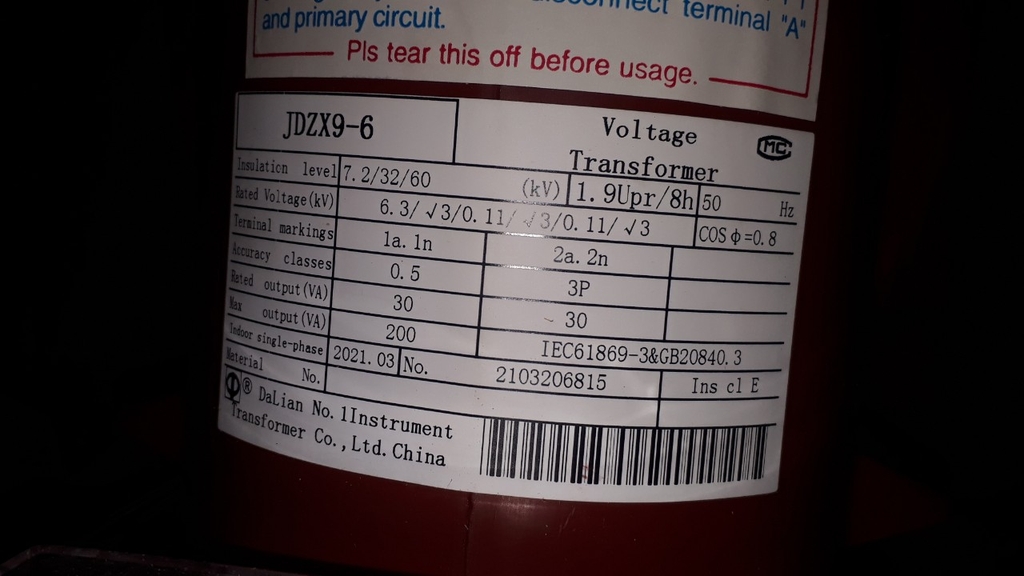 disconnect terminal "A"
and primary circuit.
Pls tear this off before usage.
JDZX9-6
Voltage
Transformer
MC
Insulation level 7.2/32/60 (kV) 1.9Upr/8h 50 Hz
Rated Voltage(kV) 6.3/√3/0.11/√3/0.11/√3 COSφ=0.8
Terminal markings 1a.1n 2a.2n
Accuracy classes 0.5 3P
Rated output(VA) 30 30
Max output(VA) 200 IEC61869-3&GB20840.3
Indoor single-phase 2021.03 No. 2103206815 Ins cl E
Material No.
® DaLian No.1Instrument
Transformer Co.,Ltd.China